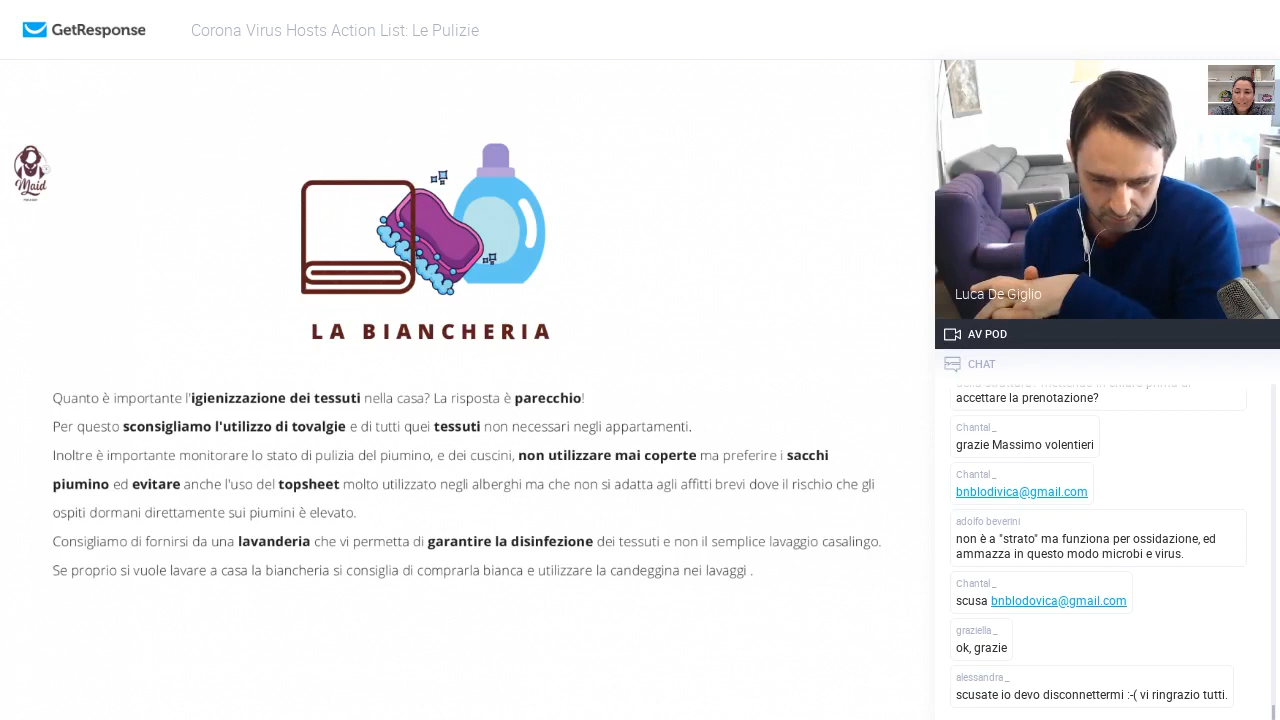 GetResponse
Corona Virus Hosts Action List: Le Pulizie
Maid
LA BIANCHERIA
Quanto è importante l'igienizzazione dei tessuti nella casa? La risposta è parecchio!
Per questo sconsigliamo l'utilizzo di tovalgie e di tutti quei tessuti non necessari negli appartamenti.
Inoltre è importante monitorare lo stato di pulizia del piumino, e dei cuscini, non utilizzare mai coperte ma preferire i sacchi
piumino ed evitare anche l'uso del topsheet molto utilizzato negli alberghi ma che non si adatta agli affitti brevi dove il rischio che gli
ospiti dormani direttamente sui piumini è elevato.
Consigliamo di fornirsi da una lavanderia che vi permetta di garantire la disinfezione dei tessuti e non il semplice lavaggio casalingo.
Se proprio si vuole lavare a casa la biancheria si consiglia di comprarla bianca e utilizzare la candeggina nei lavaggi .
Luca De Giglio
AV POD
CHAT
accettare la prenotazione?
Chantal _
grazie Massimo volentieri
Chantal _
bnblodivica@gmail.com
adolfo beverini
non è a "strato" ma funziona per ossidazione, ed
ammazza in questo modo microbi e virus.
Chantal _
scusa bnblodovica@gmail.com
graziella _
ok, grazie
alessandra _
scusate io devo disconnettermi :-( vi ringrazio tutti.